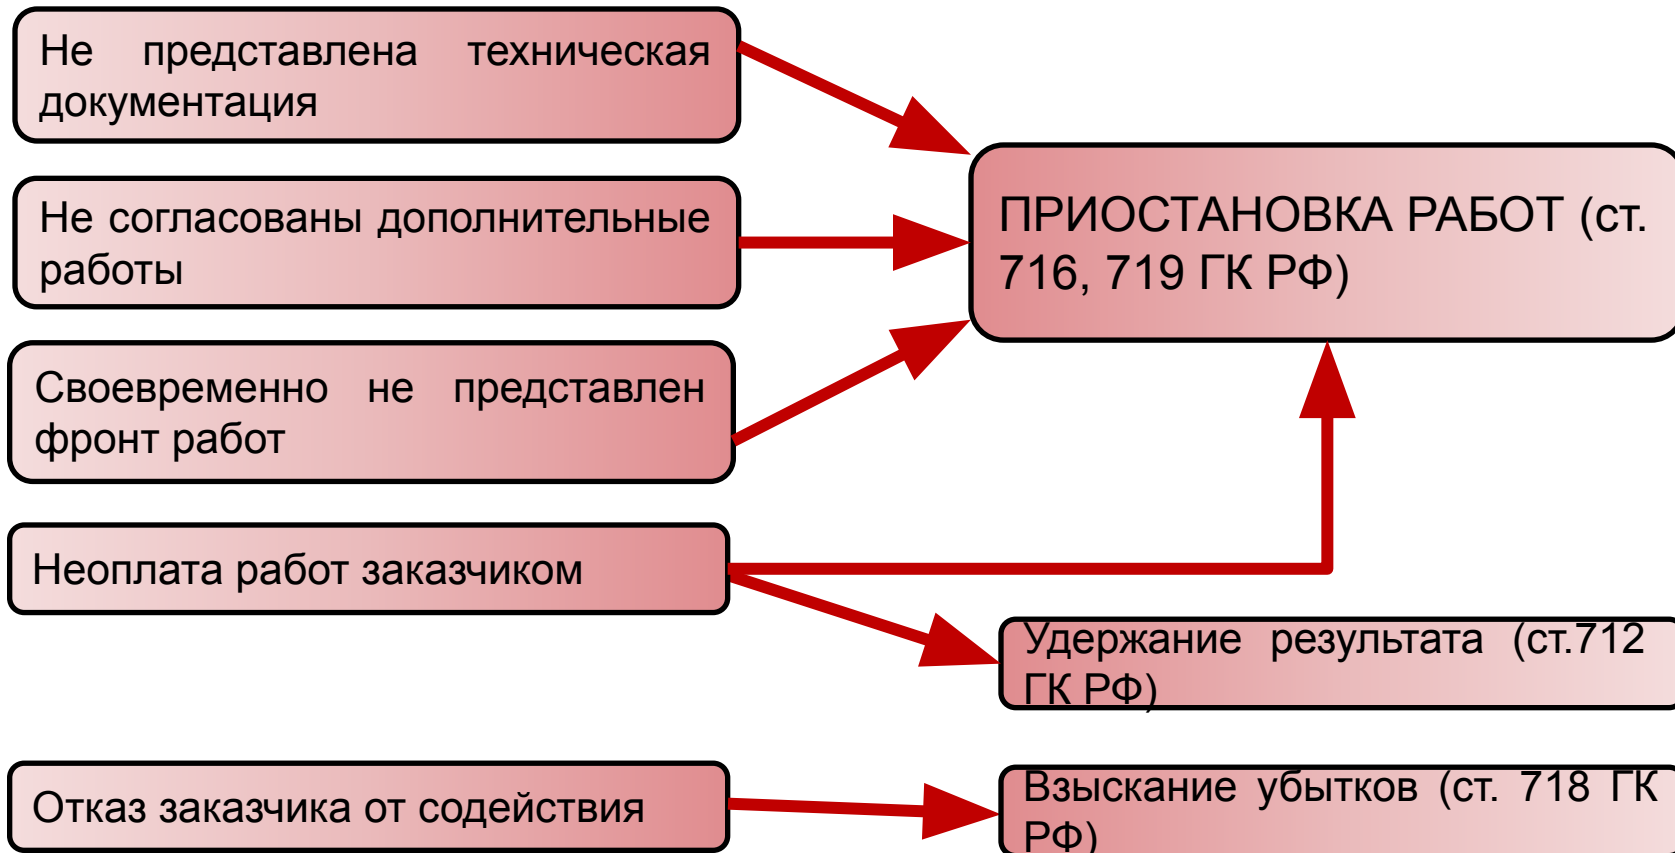 Не представлена техническая
документация
Не согласованы дополнительные
работы
Своевременно не представлен
фронт работ
Неоплата работ заказчиком
Отказ заказчика от содействия
ПРИОСТАНОВКА РАБОТ (ст.
716, 719 ГК РФ)
Удержание результата (ст.712
ГК РФ)
Взыскание убытков (ст. 718 ГК
РФ)